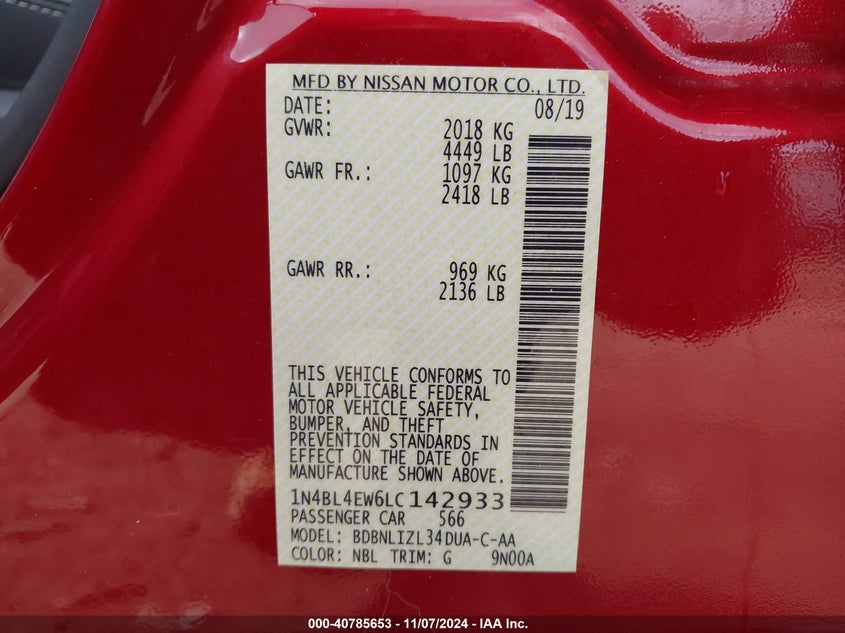 MFD BY NISSAN MOTOR CO., LTD.
DATE: 08/19
GVWR: 2018 KG
4449 LB
GAWR FR.: 1097 KG
2418 LB
GAWR RR.: 969 KG
2136 LB
THIS VEHICLE CONFORMS TO
ALL APPLICABLE FEDERAL
MOTOR VEHICLE SAFETY,
BUMPER, AND THEFT
PREVENTION STANDARDS IN
EFFECT ON THE DATE OF
MANUFACTURE SHOWN ABOVE.
1N4BL4EW6LC142933
PASSENGER CAR 566
MODEL: BDBNLIZL34DUA-C-AA
COLOR: NBL TRIM: G 9N00A
000-40785653 - 11/07/2024 - IAA Inc.